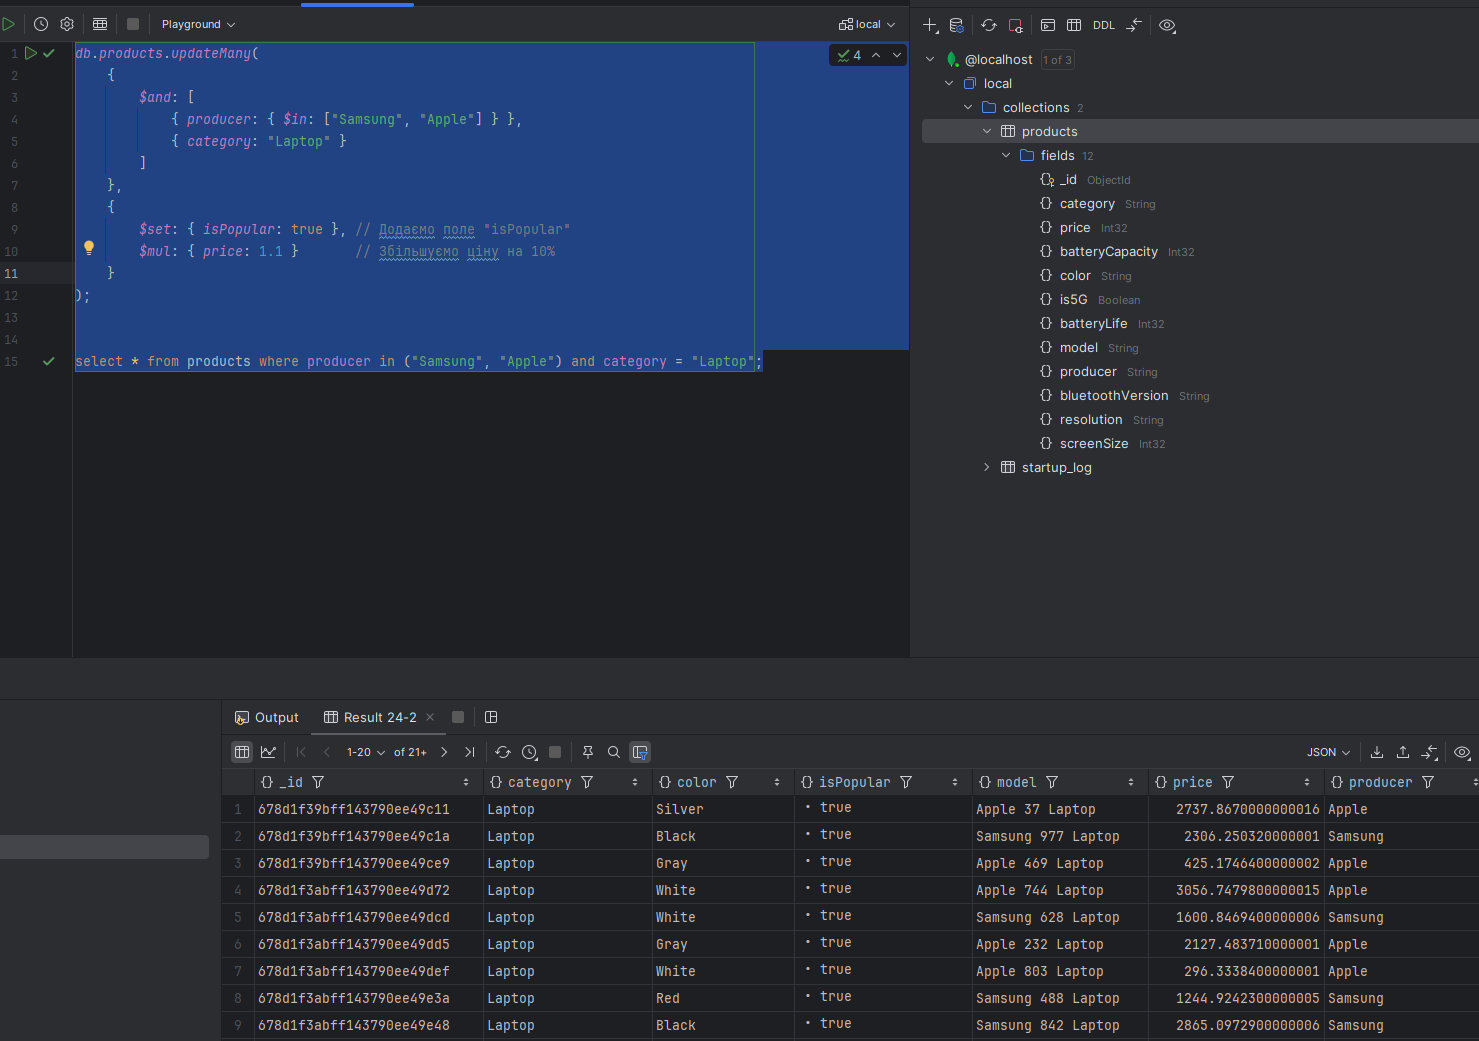 Playground
local
1 db.products.updateMany(
2 {
3 $and: [
4 { producer: { $in: ["Samsung", "Apple"] } },
5 { category: "Laptop" }
6 ]
7 },
8 {
9 $set: { isPopular: true }, // Додаємо поле "isPopular"
10 $mul: { price: 1.1 } // Збільшуємо ціну на 10%
11 }
12 );
13
14
15 select * from products where producer in ("Samsung", "Apple") and category = "Laptop";
4
DDL
@localhost 1 of 3
local
collections 2
products
fields 12
_id ObjectId
category String
price Int32
batteryCapacity Int32
color String
is5G Boolean
batteryLife Int32
model String
producer String
bluetoothVersion String
resolution String
screenSize Int32
startup_log
Output Result 24-2
1-20 of 21+ JSON
_id category color isPopular model price producer
1 678d1f39bff143790ee49c11 Laptop Silver true Apple 37 Laptop 2737.8670000000016 Apple
2 678d1f39bff143790ee49c1a Laptop Black true Samsung 977 Laptop 2306.250320000001 Samsung
3 678d1f39bff143790ee49ce9 Laptop Gray true Apple 469 Laptop 425.1746400000002 Apple
4 678d1f3abff143790ee49d72 Laptop White true Apple 744 Laptop 3056.7479800000015 Apple
5 678d1f3abff143790ee49dcd Laptop White true Samsung 628 Laptop 1600.8469400000006 Samsung
6 678d1f3abff143790ee49dd5 Laptop Gray true Apple 232 Laptop 2127.483710000001 Apple
7 678d1f3abff143790ee49def Laptop White true Apple 803 Laptop 296.3338400000001 Apple
8 678d1f3abff143790ee49e3a Laptop Red true Samsung 488 Laptop 1244.9242300000005 Samsung
9 678d1f3abff143790ee49e48 Laptop Black true Samsung 842 Laptop 2865.0972900000006 Samsung